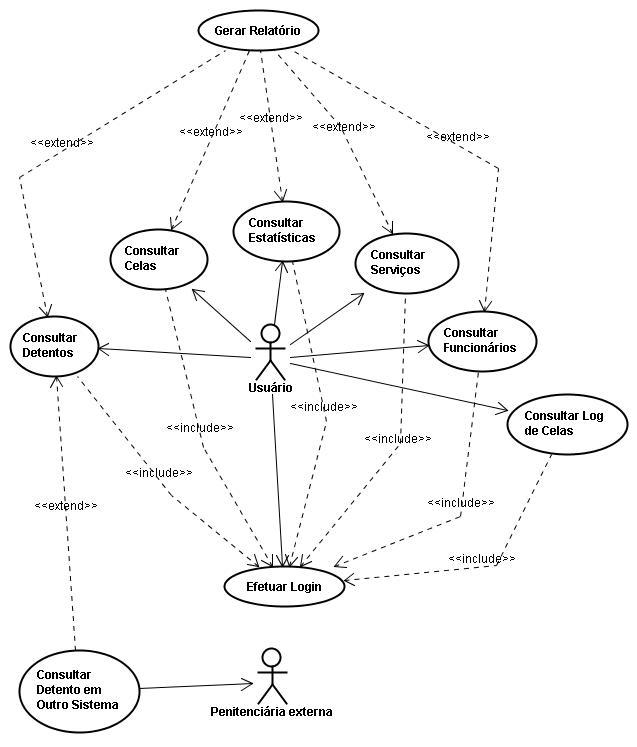 Gerar Relatório
<<extend>>
<<extend>>
<<extend>>
<<extend>>
<<extend>>
Consultar
Estatísticas
Consultar
Celas
Consultar
Serviços
Consultar
Detentos
Consultar
Funcionários
Usuário
Consultar Log
de Celas
<<include>>
<<include>>
<<include>>
<<include>>
<<include>>
<<extend>>
<<include>>
Efetuar Login
Consultar
Detento em
Outro Sistema
Penitenciária externa